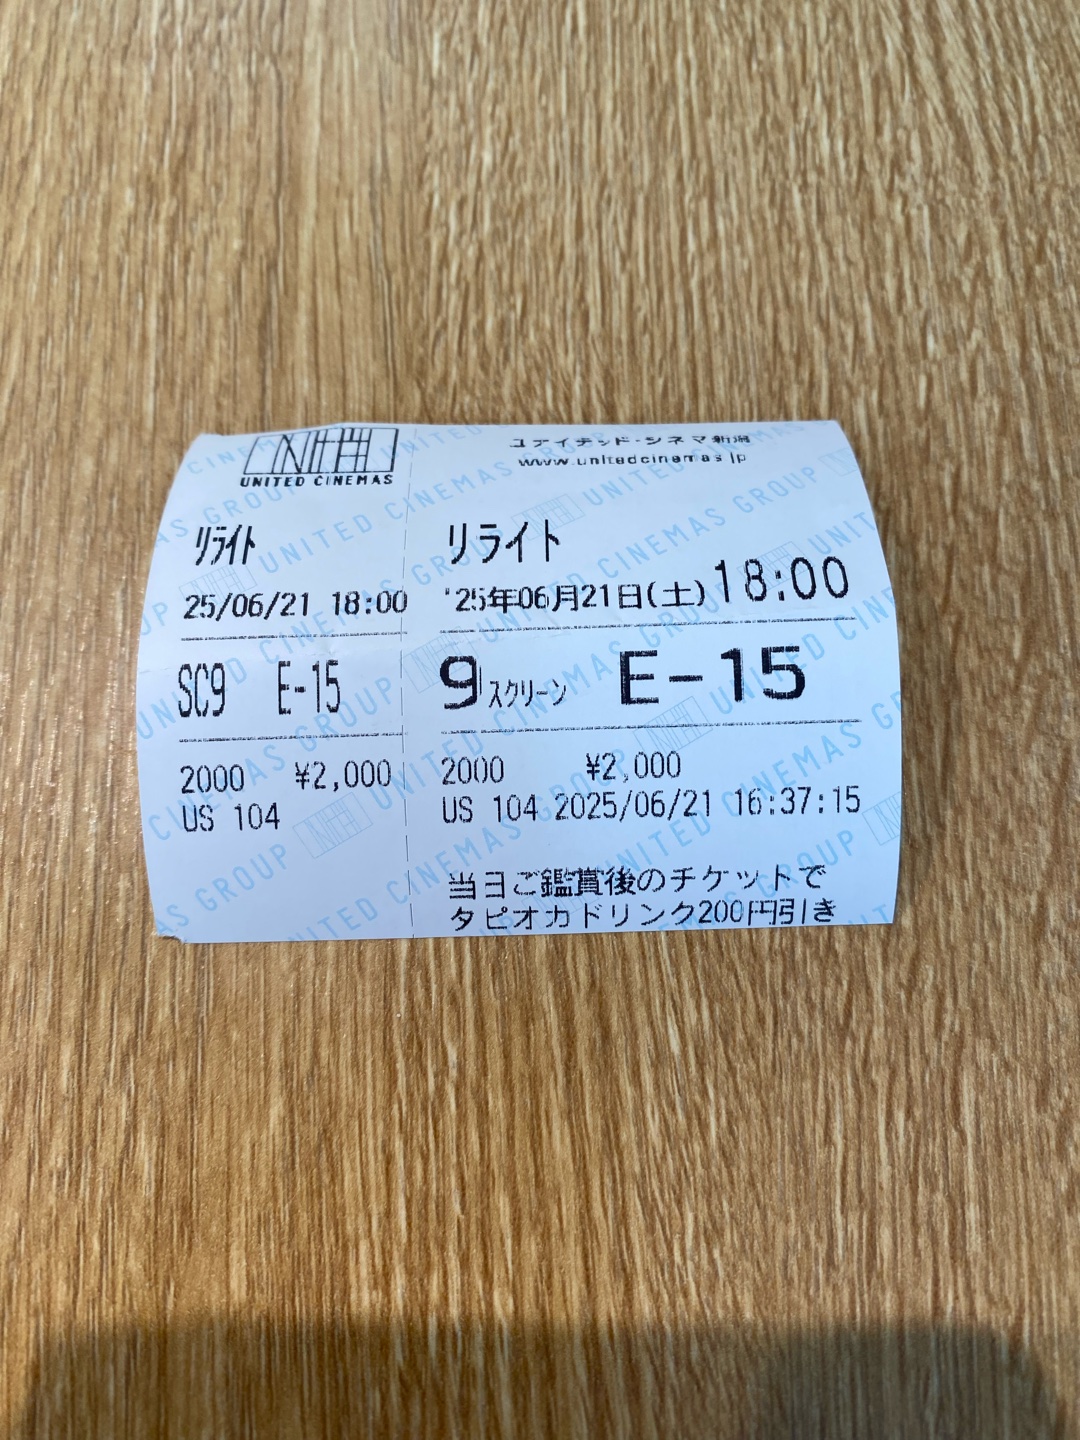 UNITED CINEMAS
リライト
25/06/21 18:00
SC9 E-15
2000 ¥2,000
US 104
ユナイテッド・シネマ新潟
www.unitedcinemas.jp
リライト
'25年06月21日(土) 18:00
9スクリーン E-15
2000 ¥2,000
US 104 2025/06/21 16:37:15
当日ご鑑賞後のチケットで
タピオカドリンク200円引き
UNITED CINEMAS GROUP